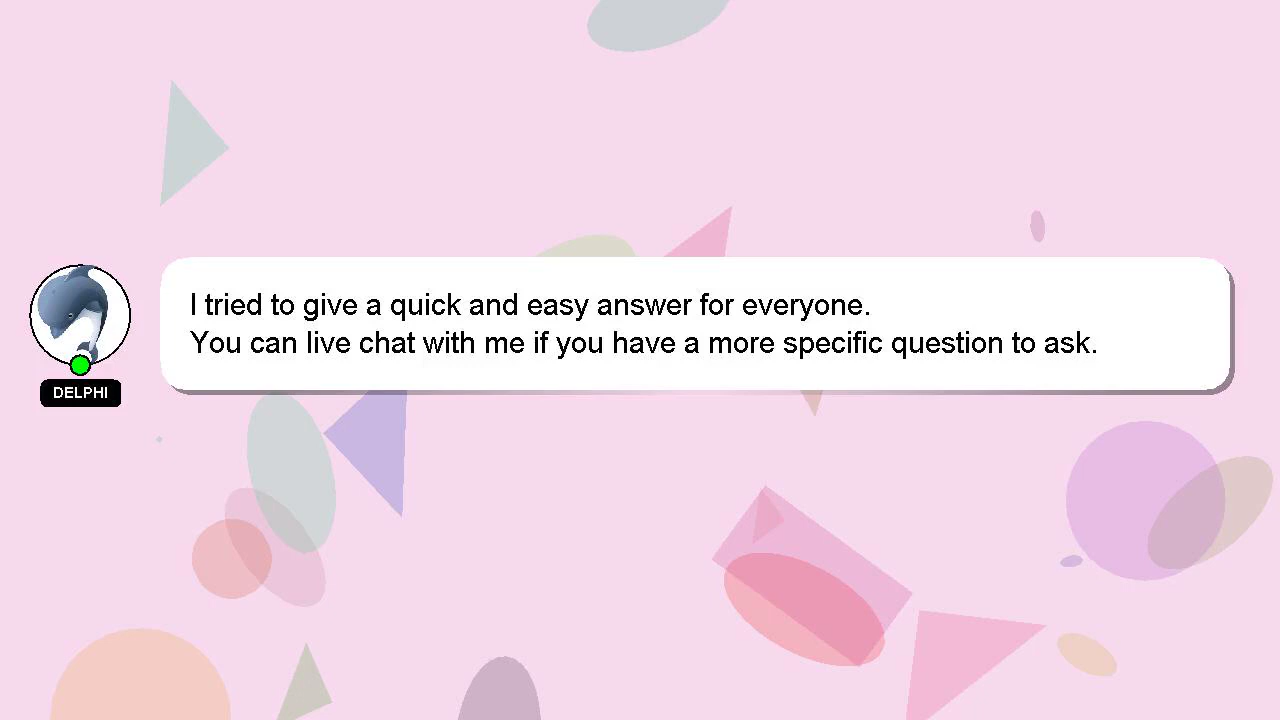 I tried to give a quick and easy answer for everyone.
You can live chat with me if you have a more specific question to ask.
DELPHI